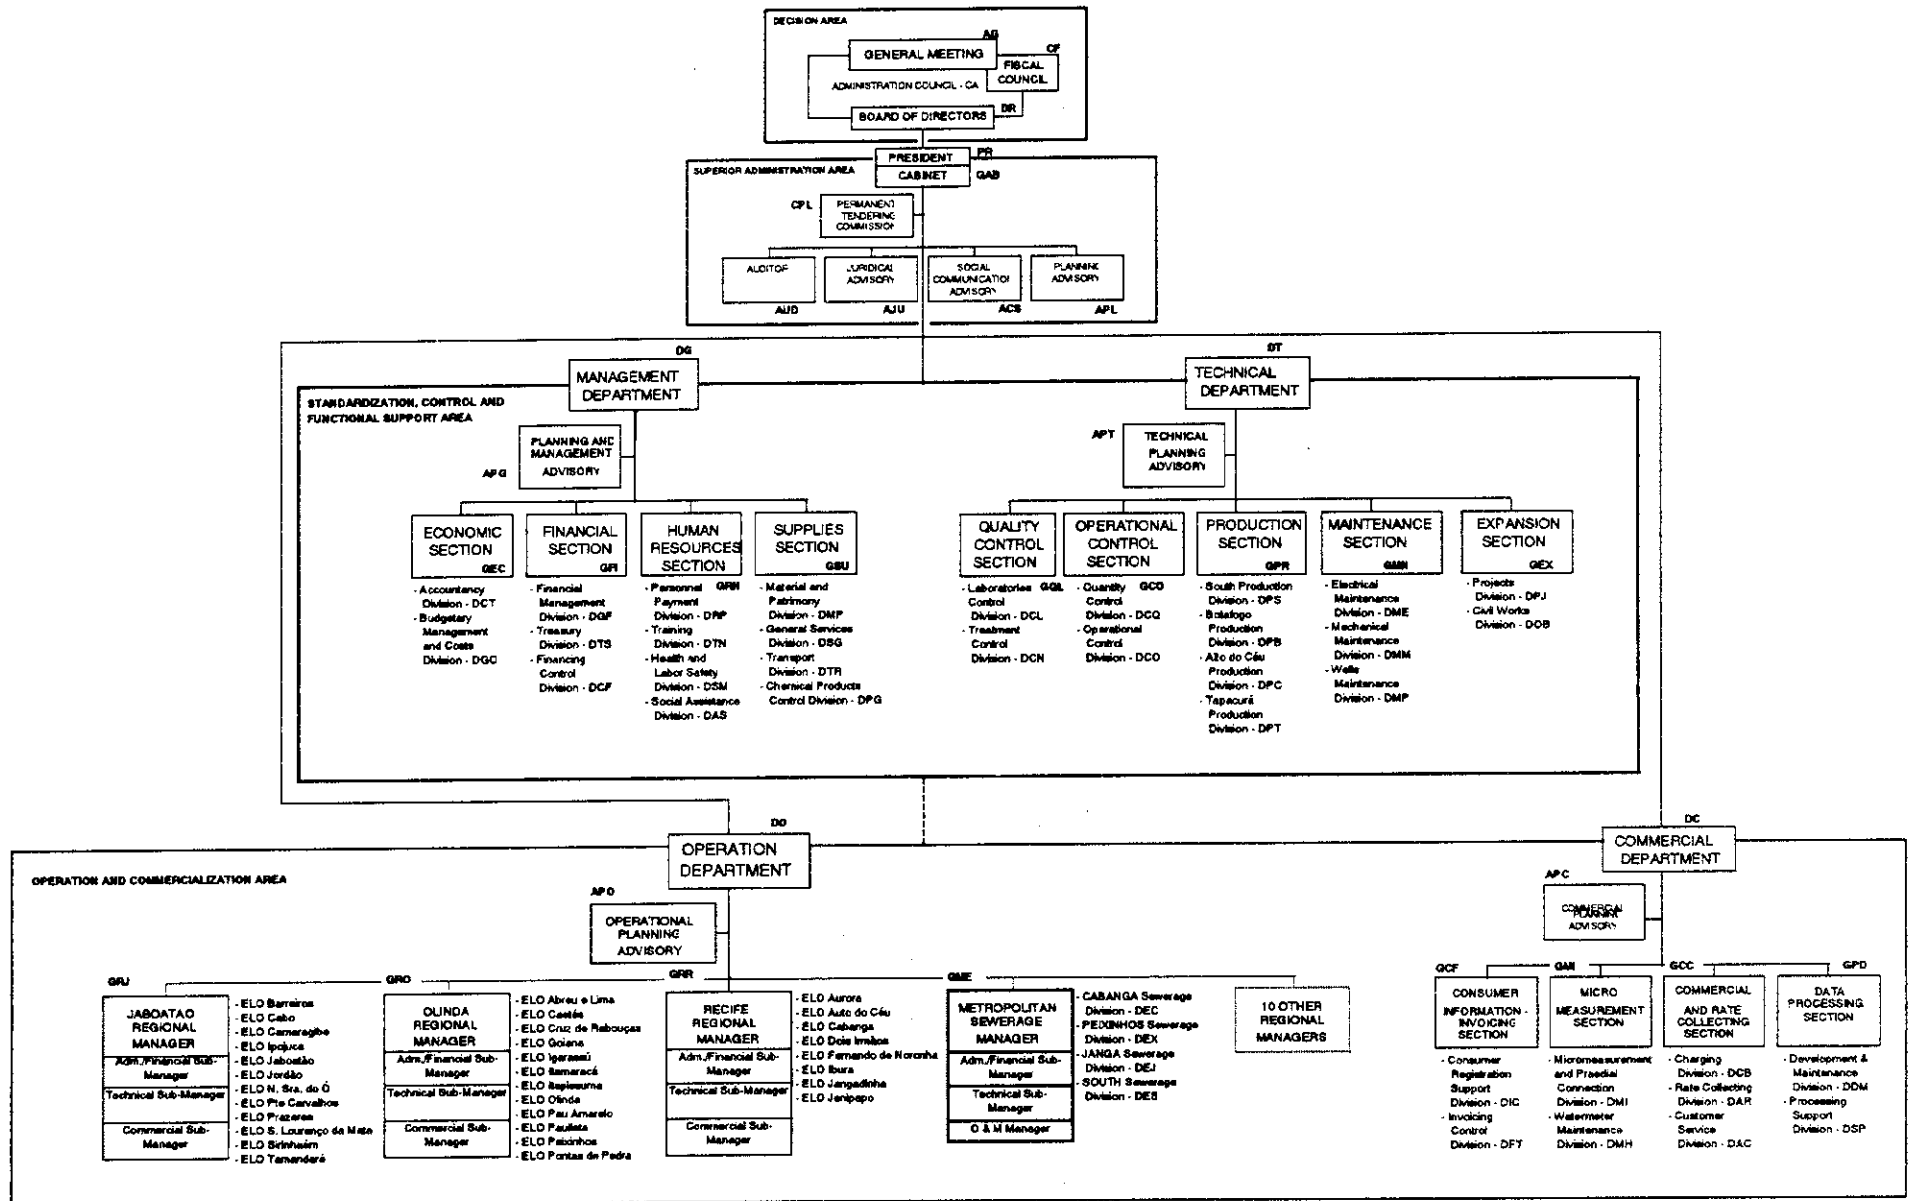 DECISION AREA
AG
GENERAL MEETING
CF
FISCAL
COUNCIL
ADMINISTRATION COUNCIL - CA
DR
BOARD OF DIRECTORS
PRESIDENT
PR
CABINET
GAB
SUPERIOR ADMINISTRATION AREA
CPL
PERMANENT
TENDERING
COMMISSION
AUDITOR
AUD
JURIDICAL
ADVISORY
AJU
SOCIAL
COMMUNICATION
ADVISORY
ACS
PLANNING
ADVISORY
APL
DG
MANAGEMENT
DEPARTMENT
DT
TECHNICAL
DEPARTMENT
STANDARDIZATION, CONTROL AND
FUNCTIONAL SUPPORT AREA
PLANNING AND
MANAGEMENT
ADVISORY
APG
APT
TECHNICAL
PLANNING
ADVISORY
ECONOMIC
SECTION
GEC
- Accountancy
Division - DCT
- Budgetary
Management
and Costs
Division - DGC
FINANCIAL
SECTION
GFI
- Financial
Management
Division - DGF
- Treasury
Division - DTS
- Financing
Control
Division - DCF
HUMAN
RESOURCES
SECTION
- Personnel GRH
Payment
Division - DRP
- Training
Division - DTN
- Health and
Labor Safety
Division - DSM
- Social Assistance
Division - DAS
SUPPLIES
SECTION
GSU
- Material and
Patrimony
Division - DMP
- General Services
Division - DSG
- Transport
Division - DTR
- Chemical Products
Control Division - DPG
QUALITY
CONTROL
SECTION
- Laboratories GQL
Control
Division - DCL
- Treatment
Control
Division - DCN
OPERATIONAL
CONTROL
SECTION
- Quantity GCO
Control
Division - DCQ
- Operational
Control
Division - DCO
PRODUCTION
SECTION
GPR
- South Production
Division - DPS
- Botafogo
Production
Division - DPB
- Alto do Céu
Production
Division - DPC
- Tapacurá
Production
Division - DPT
MAINTENANCE
SECTION
GMN
- Electrical
Maintenance
Division - DME
- Mechanical
Maintenance
Division - DMM
- Wells
Maintenance
Division - DMP
EXPANSION
SECTION
GEX
- Projects
Division - DPJ
- Civil Works
Division - DOB
DO
OPERATION
DEPARTMENT
DC
COMMERCIAL
DEPARTMENT
OPERATION AND COMMERCIALIZATION AREA
APO
OPERATIONAL
PLANNING
ADVISORY
APC
COMMERCIAL
PLANNING
ADVISORY
GRJ
JABOATAO
REGIONAL
MANAGER
Adm./Financial Sub-
Manager
Technical Sub-Manager
Commercial Sub-
Manager
- ELO Barreiros
- ELO Cabo
- ELO Camaragibe
- ELO Ipojuca
- ELO Jaboatão
- ELO Jordão
- ELO N. Sra. do Ó
- ELO Pte Carvalhos
- ELO Prazeres
- ELO S. Lourenço da Mata
- ELO Sirinhaém
- ELO Tamandaré
GRO
OLINDA
REGIONAL
MANAGER
Adm./Financial Sub-
Manager
Technical Sub-Manager
Commercial Sub-
Manager
- ELO Abreu e Lima
- ELO Caetés
- ELO Cruz de Rebouças
- ELO Goiana
- ELO Igarassú
- ELO Itamaracá
- ELO Itapissuma
- ELO Olinda
- ELO Pau Amarelo
- ELO Paulista
- ELO Peixinhos
- ELO Pontas de Pedra
GRR
RECIFE
REGIONAL
MANAGER
Adm./Financial Sub-
Manager
Technical Sub-Manager
Commercial Sub-
Manager
- ELO Aurora
- ELO Auto do Céu
- ELO Cabanga
- ELO Dois Irmãos
- ELO Fernando de Noronha
- ELO Ibura
- ELO Jangadinha
- ELO Jenipapo
GME
METROPOLITAN
SEWERAGE
MANAGER
Adm./Financial Sub-
Manager
Technical Sub-
Manager
O & M Manager
- CABANGA Sewerage
Division - DEC
- PEIXINHOS Sewerage
Division - DEX
- JANGA Sewerage
Division - DEJ
- SOUTH Sewerage
Division - DES
10 OTHER
REGIONAL
MANAGERS
GCF
CONSUMER
INFORMATION -
INVOICING
SECTION
- Consumer
Registration
Support
Division - DIC
- Invoicing
Control
Division - DFT
MICRO
MEASUREMENT
SECTION
- Micromeasurement
and Praedial
Connection
Division - DMI
- Watermeter
Maintenance
Division - DMH
GCC
COMMERCIAL
AND RATE
COLLECTING
SECTION
- Charging
Division - DCB
- Rate Collecting
Division - DAR
- Customer
Service
Division - DAC
GPD
DATA
PROCESSING
SECTION
- Development &
Maintenance
Division - DDM
- Processing
Support
Division - DSP